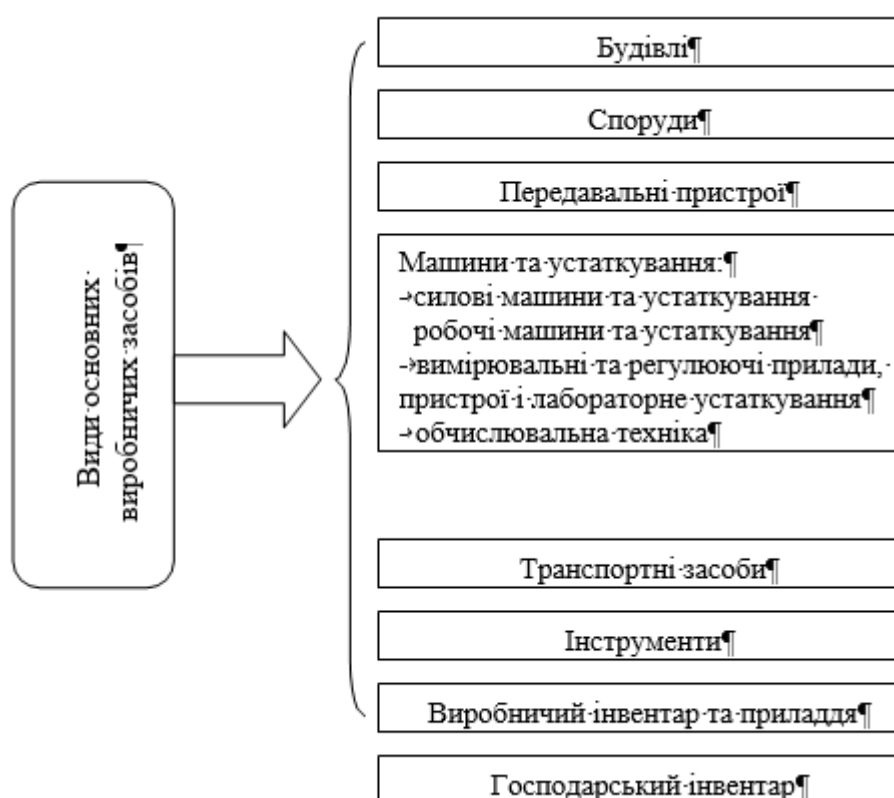 Види основних
виробничих засобів¶
Будівлі¶
Споруди¶
Передавальні·пристрої¶
Машини·та·устаткування:¶
→силові·машини·та·устаткування·
робочі·машини·та·устаткування¶
→вимірювальні·та·регулюючі·прилади,·
пристрої·і·лабораторне·устаткування¶
→обчислювальна·техніка¶
Транспортні·засоби¶
Інструменти¶
Виробничий·інвентар·та·приладдя¶
Господарський·інвентар¶